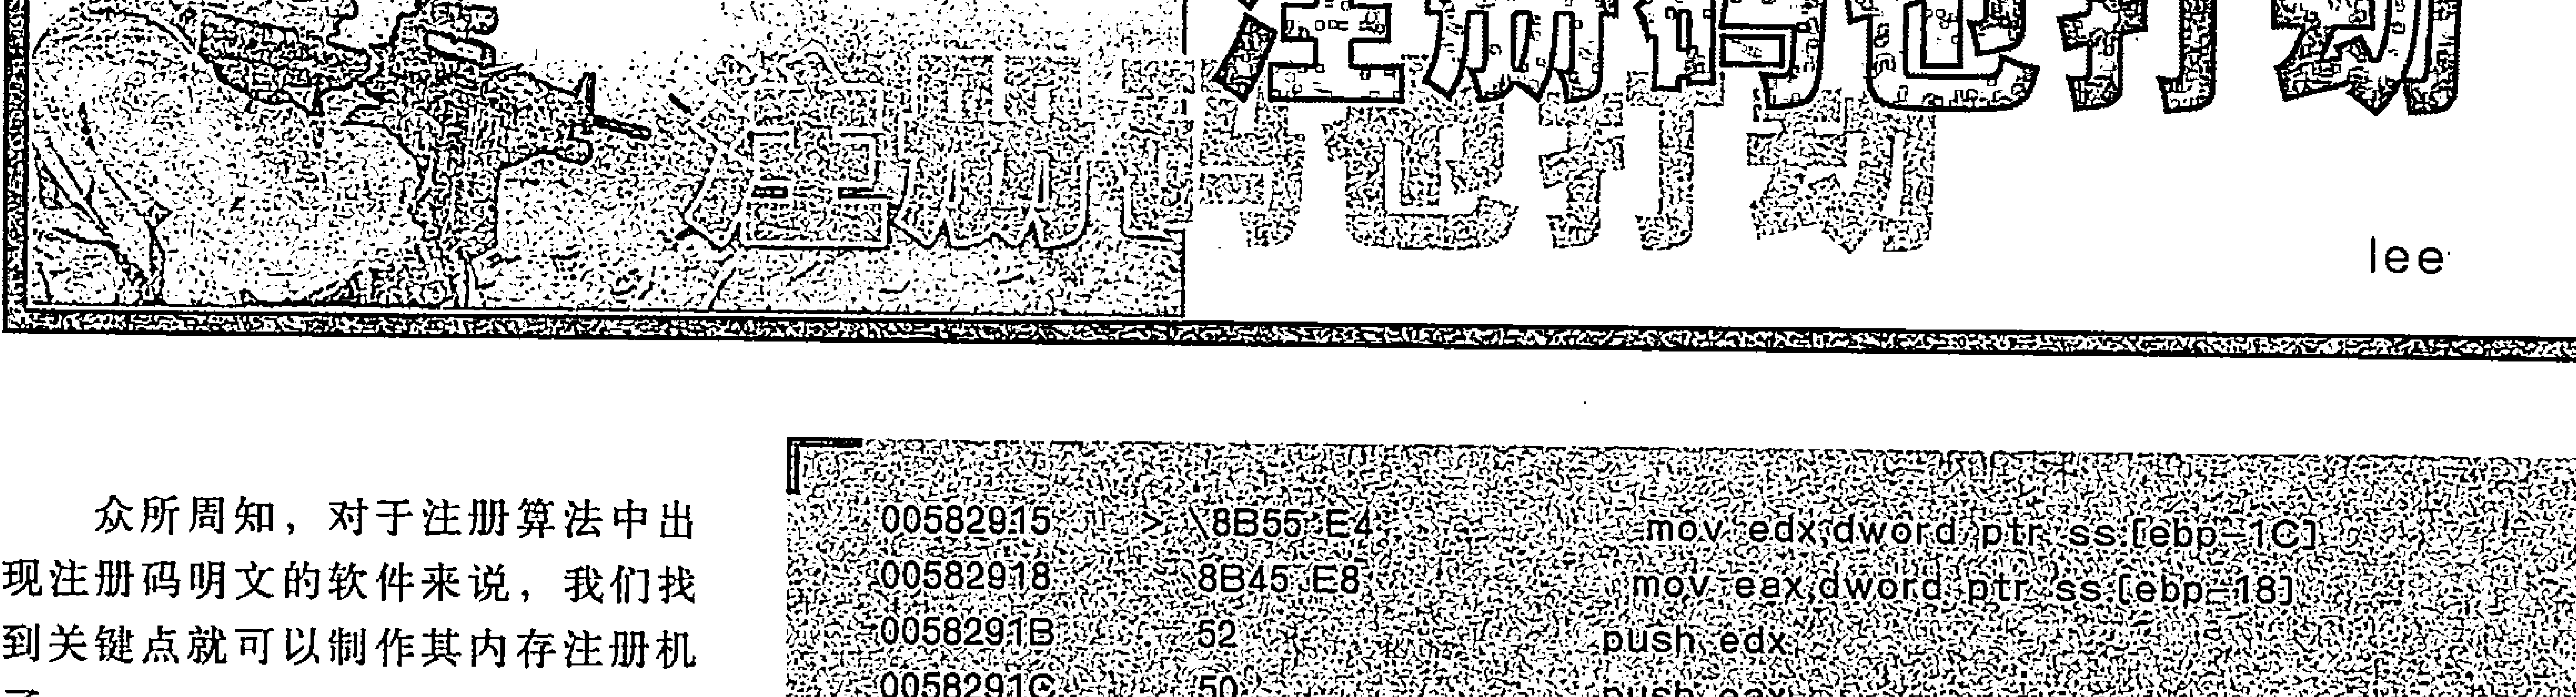 注册码也打劫
注册码也打劫
lee
众所周知，对于注册算法中出
现注册码明文的软件来说，我们找
到关键点就可以制作其内存注册机
00582915 > \8B55 E4 mov edx,dword ptr ss:[ebp-1C]
00582918 8B45 E8 mov eax,dword ptr ss:[ebp-18]
0058291B 52 push edx
0058291C 50 push eax